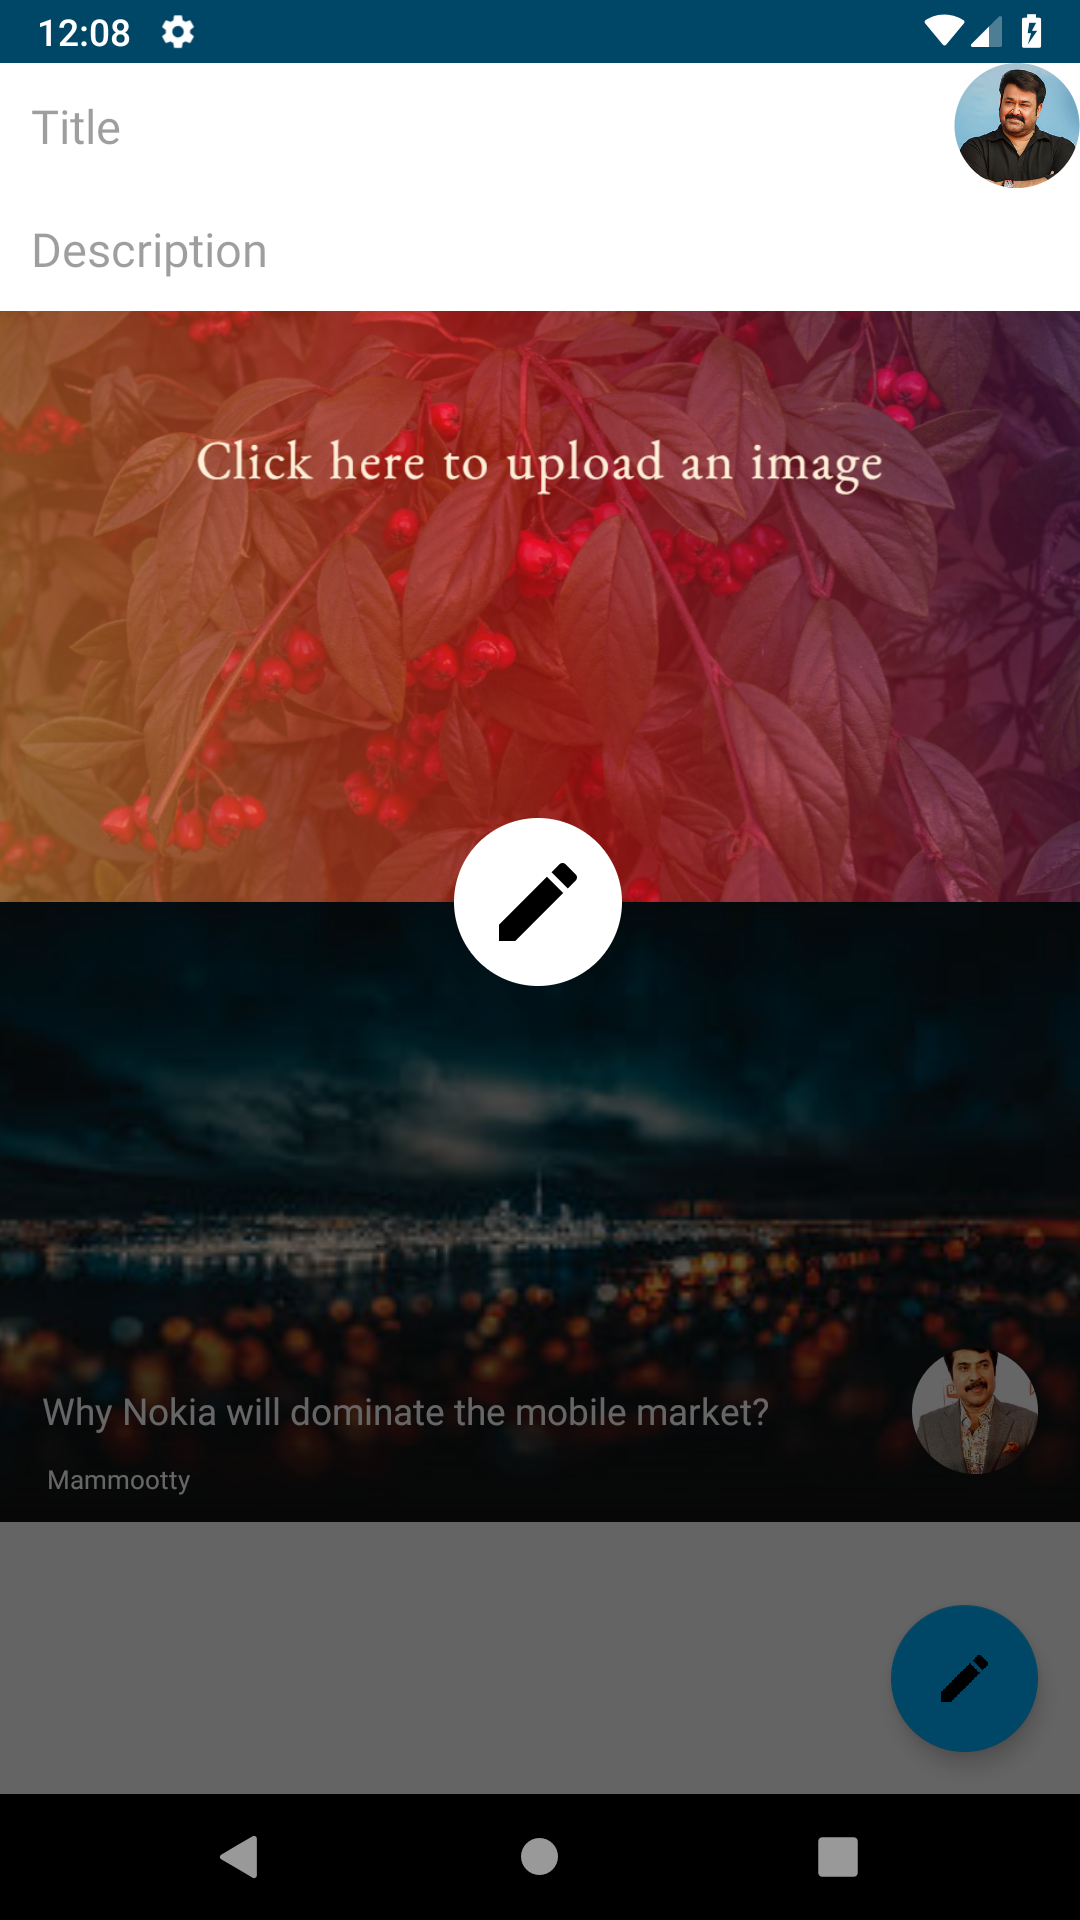 12:08
Title
Description
Click here to upload an image
Why Nokia will dominate the mobile market?
Mammootty